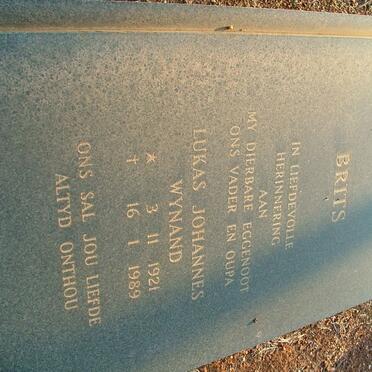 BRITS
IN LIEFDEVOLLE
HERINNERING
AAN
MY DIERBARE EGGENOOT
ONS VADER EN OUPA
LUKAS JOHANNES
WYNAND
* 3 11 1921
† 16 1 1989
ONS SAL JOU LIEFDE
ALTYD ONTHOU